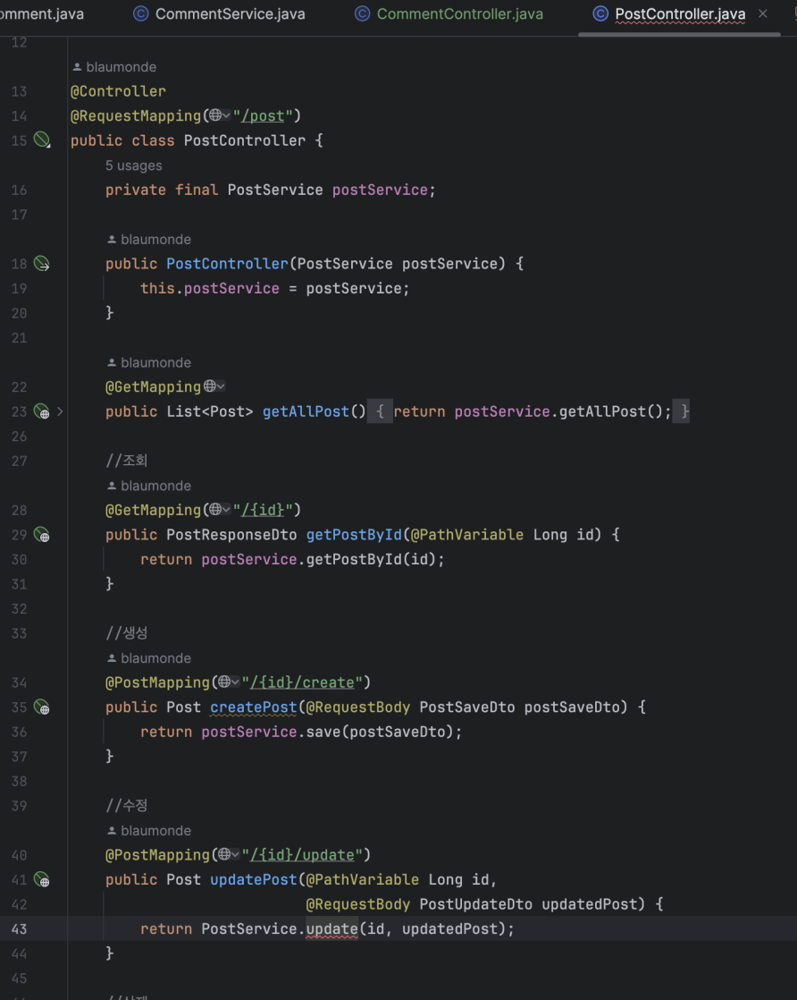 omment.java CommentService.java CommentController.java PostController.java
12
blaumonde
13 @Controller
14 @RequestMapping("/post")
15 public class PostController {
5 usages
16 private final PostService postService;
17
blaumonde
18 public PostController(PostService postService) {
19 this.postService = postService;
20 }
21
blaumonde
22 @GetMapping
23 public List<Post> getAllPost() { return postService.getAllPost(); }
26
27 //조회
blaumonde
28 @GetMapping("/{id}")
29 public PostResponseDto getPostById(@PathVariable Long id) {
30 return postService.getPostById(id);
31 }
32
33 //생성
blaumonde
34 @PostMapping("/{id}/create")
35 public Post createPost(@RequestBody PostSaveDto postSaveDto) {
36 return postService.save(postSaveDto);
37 }
38
39 //수정
blaumonde
40 @PostMapping("/{id}/update")
41 public Post updatePost(@PathVariable Long id,
42 @RequestBody PostUpdateDto updatedPost) {
43 return PostService.update(id, updatedPost);
44 }
45